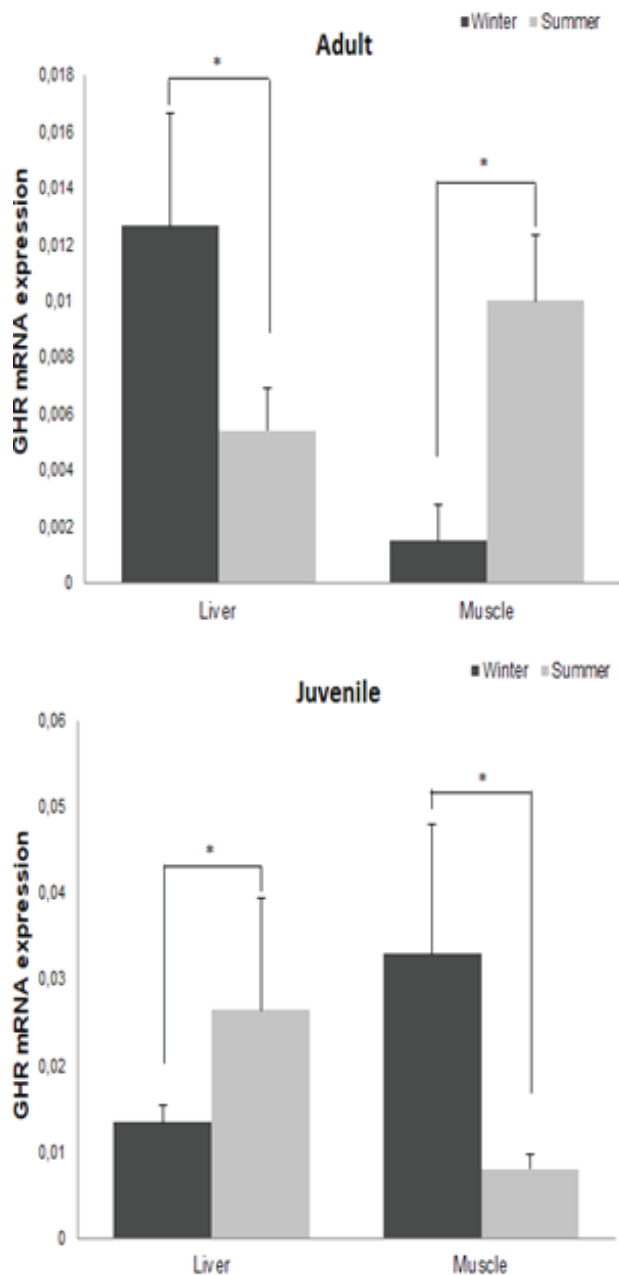 Winter Summer
Adult
GHR mRNA expression
0,018
0,016
0,014
0,012
0,01
0,008
0,006
0,004
0,002
0
*
*
Liver Muscle
Winter Summer
Juvenile
GHR mRNA expression
0,06
0,05
0,04
0,03
0,02
0,01
0
*
*
Liver Muscle